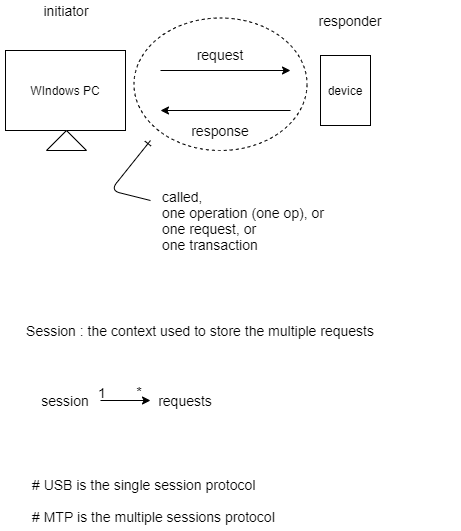 initiator
responder
request
WIndows PC
device
response
called,
one operation (one op), or
one request, or
one transaction
Session : the context used to store the multiple requests
1 *
session requests
# USB is the single session protocol
# MTP is the multiple sessions protocol